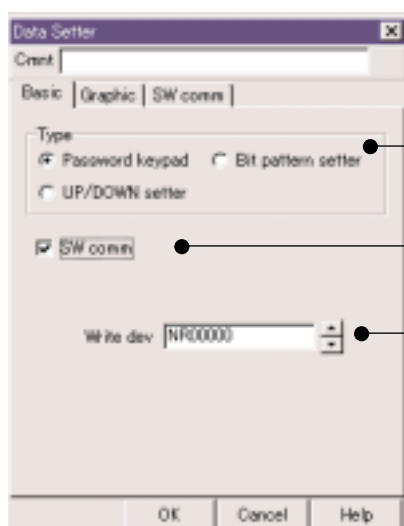 Data Setter
Cmnt
Basic Graphic SW comm
Type
Password keypad Bit pattern setter
UP/DOWN setter
SW comm
Write dev NR00000
OK Cancel Help